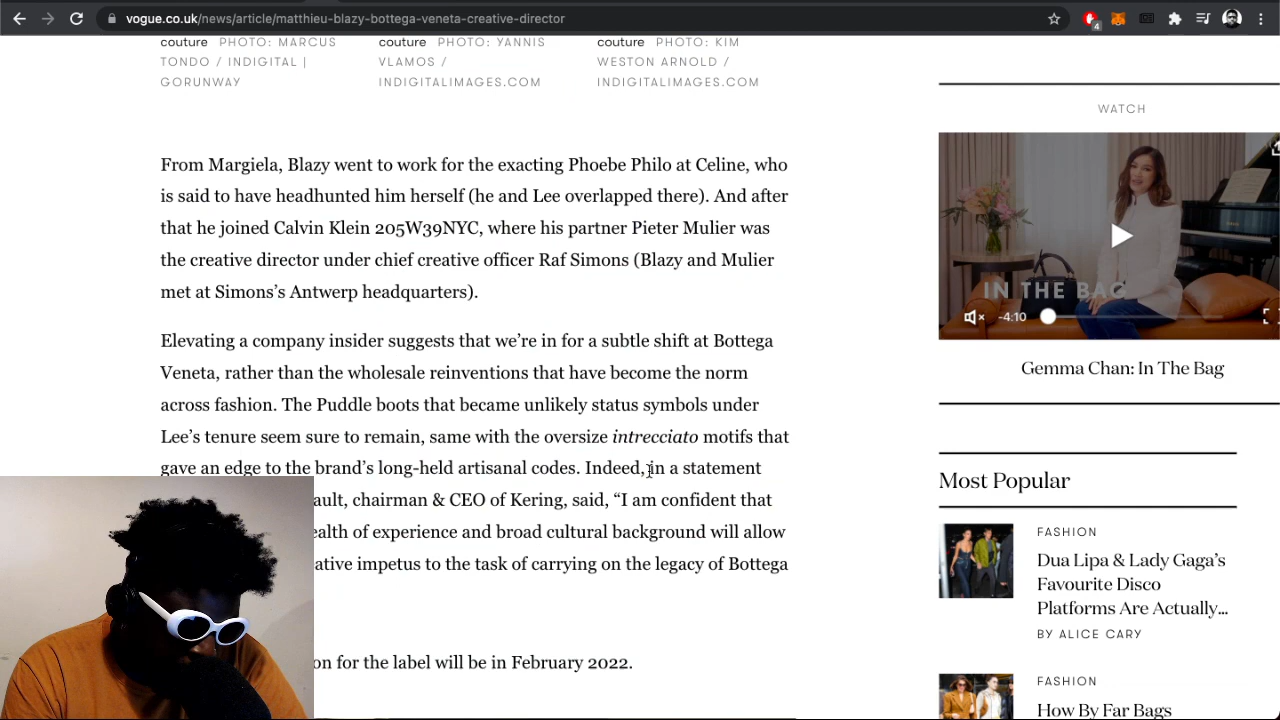 vogue.co.uk/news/article/matthieu-blazy-bottega-veneta-creative-director
4
couture PHOTO: MARCUS
TONDO / INDIGITAL |
GORUNWAY
couture PHOTO: YANNIS
VLAMOS /
INDIGITALIMAGES.COM
couture PHOTO: KIM
WESTON ARNOLD /
INDIGITALIMAGES.COM
From Margiela, Blazy went to work for the exacting Phoebe Philo at Celine, who
is said to have headhunted him herself (he and Lee overlapped there). And after
that he joined Calvin Klein 205W39NYC, where his partner Pieter Mulier was
the creative director under chief creative officer Raf Simons (Blazy and Mulier
met at Simons’s Antwerp headquarters).
Elevating a company insider suggests that we’re in for a subtle shift at Bottega
Veneta, rather than the wholesale reinventions that have become the norm
across fashion. The Puddle boots that became unlikely status symbols under
Lee’s tenure seem sure to remain, same with the oversize intrecciato motifs that
gave an edge to the brand’s long-held artisanal codes. Indeed, in a statement
ault, chairman & CEO of Kering, said, “I am confident that
ealth of experience and broad cultural background will allow
ative impetus to the task of carrying on the legacy of Bottega
on for the label will be in February 2022.
WATCH
IN THE BAG
-4:10
Gemma Chan: In The Bag
Most Popular
FASHION
Dua Lipa & Lady Gaga’s
Favourite Disco
Platforms Are Actually...
BY ALICE CARY
FASHION
How By Far Bags